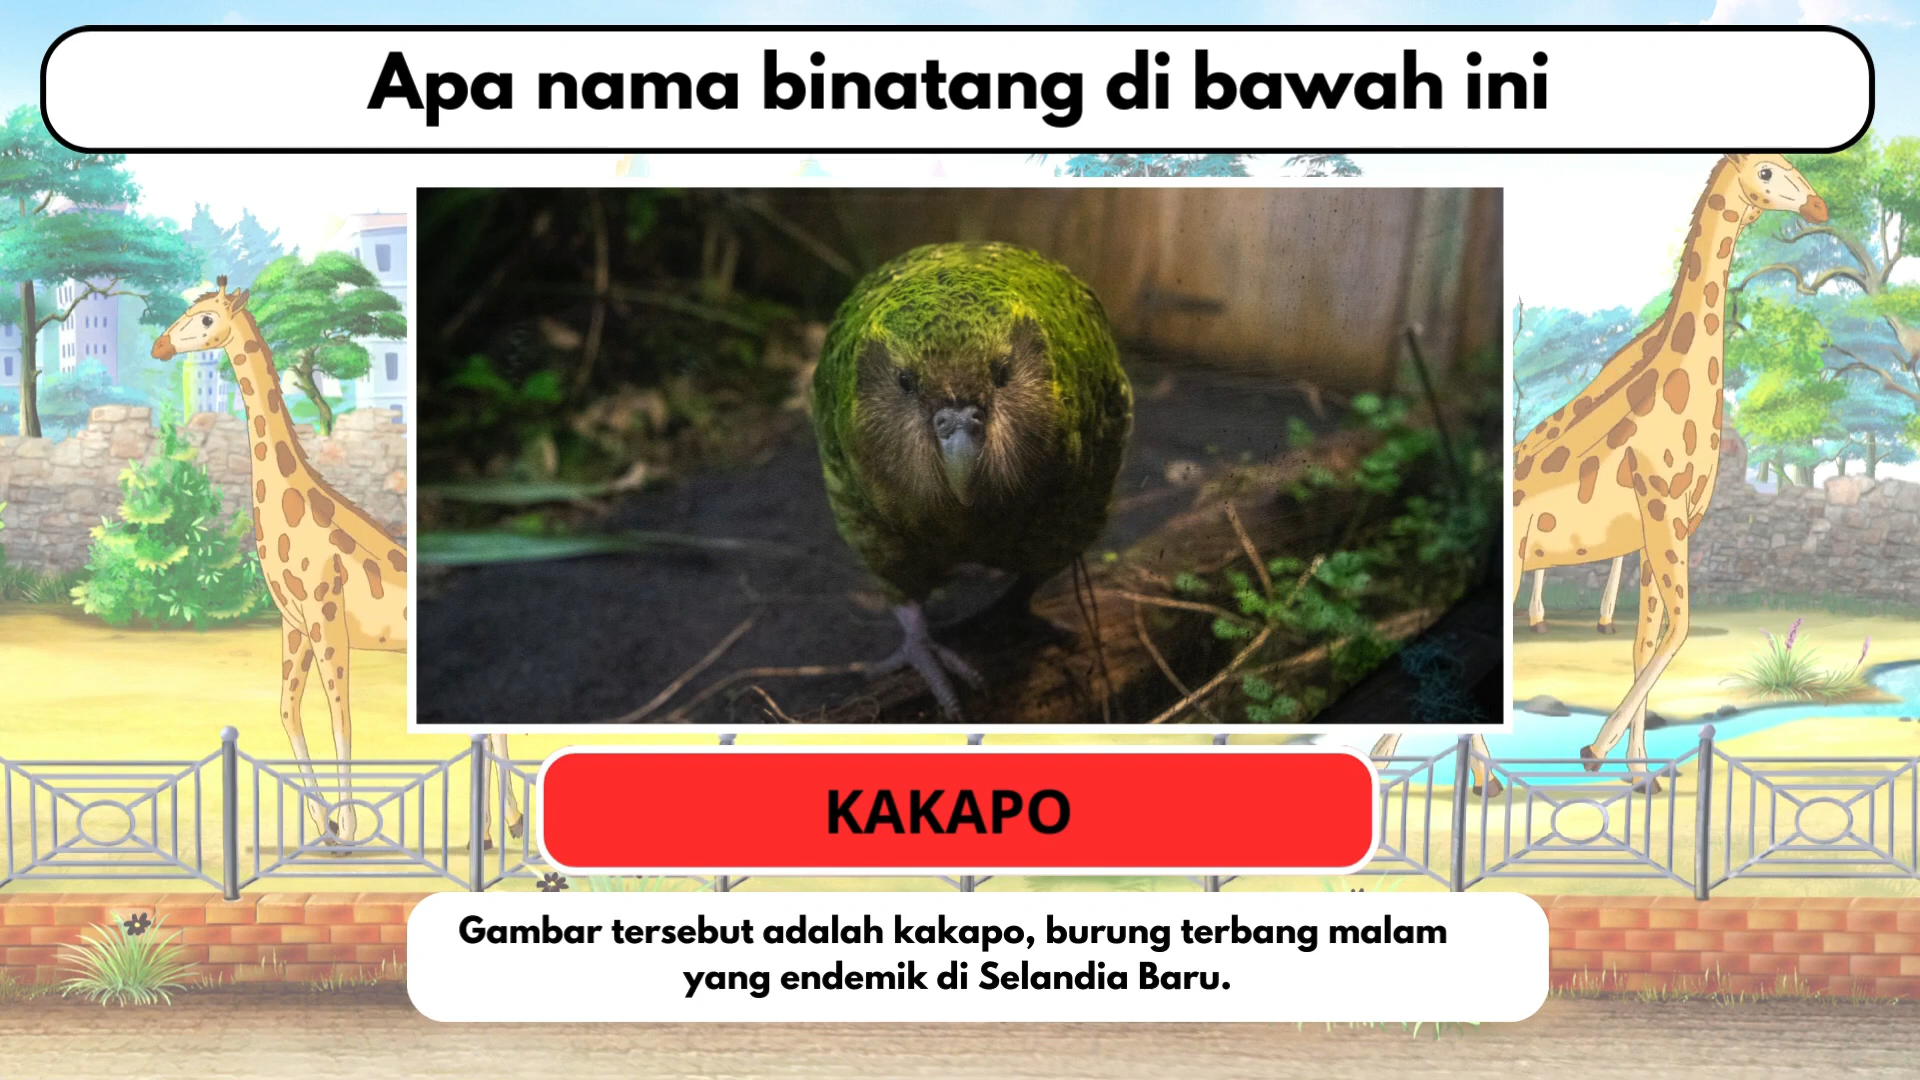 Apa nama binatang di bawah ini
KAKAPO
Gambar tersebut adalah kakapo, burung terbang malam
yang endemik di Selandia Baru.